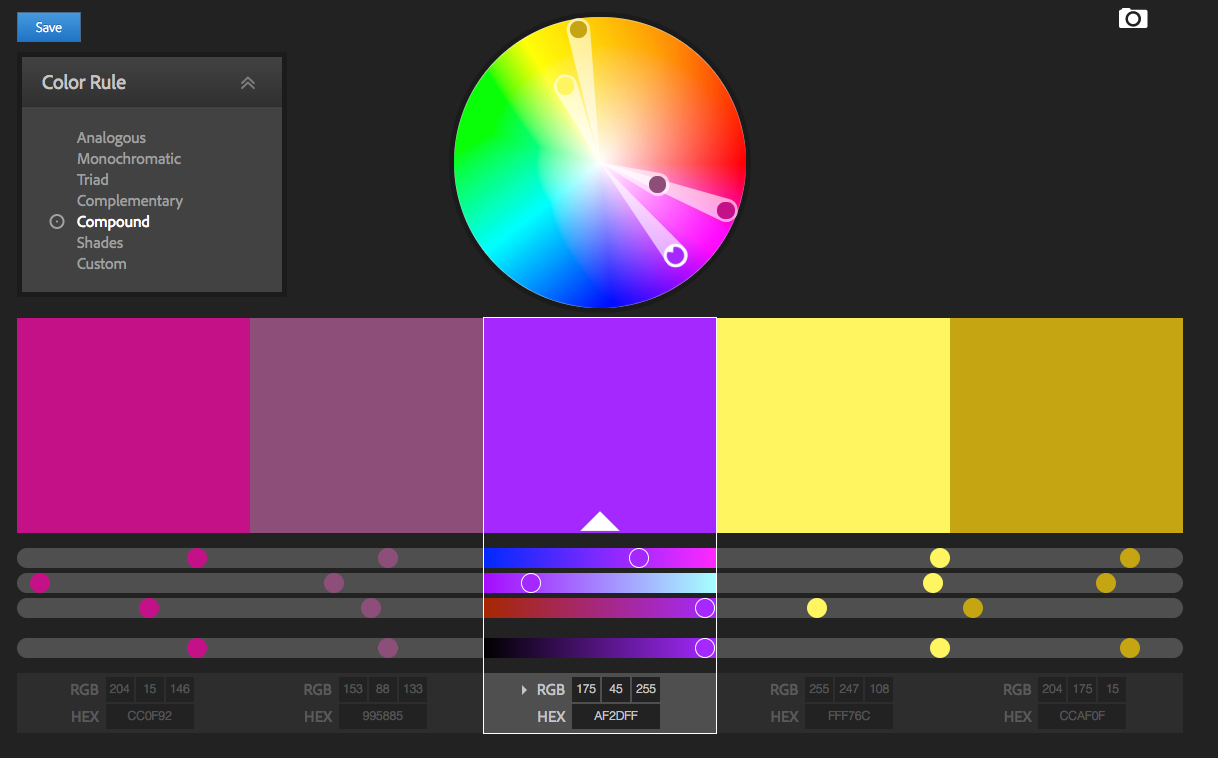 Save
Color Rule
Analogous
Monochromatic
Triad
Complementary
Compound
Shades
Custom
RGB 204 15 146
HEX CC0F92
RGB 153 88 133
HEX 995885
RGB 175 45 255
HEX AF2DFF
RGB 255 247 108
HEX FFF76C
RGB 204 175 15
HEX CCAF0F